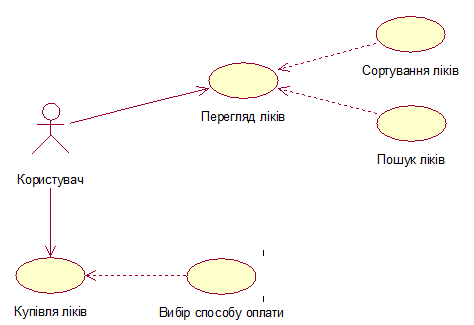 Сортування ліків
Перегляд ліків
Пошук ліків
Користувач
Купівля ліків
Вибір способу оплати